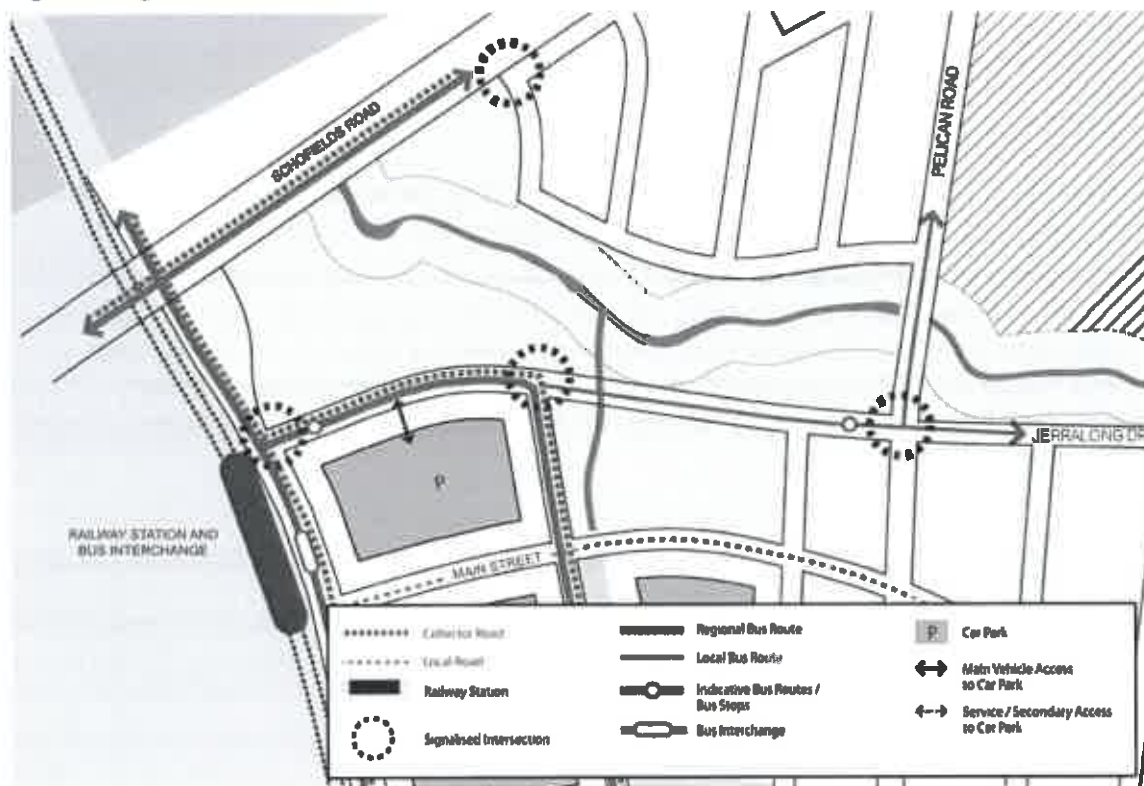 SCHOFIELDS ROAD
PELICAN ROAD
JERRALONG DR
P
RAILWAY STATION AND
BUS INTERCHANGE
MAIN STREET
Collector Road
Local Road
Railway Station
Signalised Intersection
Regional Bus Route
Local Bus Route
Indicative Bus Routes /
Bus Stops
Bus Interchange
P
Car Park
Main Vehicle Access
to Car Park
Service / Secondary Access
to Car Park